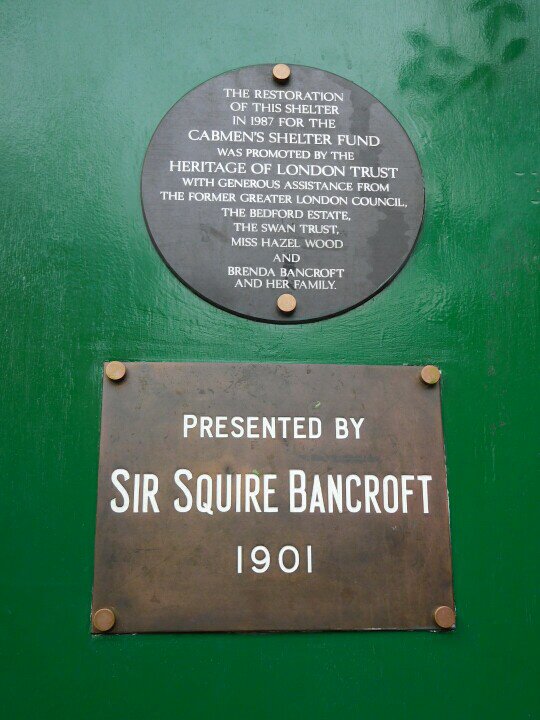 THE RESTORATION
OF THIS SHELTER
IN 1987 FOR THE
CABMEN'S SHELTER FUND
WAS PROMOTED BY THE
HERITAGE OF LONDON TRUST
WITH GENEROUS ASSISTANCE FROM
THE FORMER GREATER LONDON COUNCIL,
THE BEDFORD ESTATE,
THE SWAN TRUST,
MISS HAZEL WOOD
AND
BRENDA BANCROFT
AND HER FAMILY.
PRESENTED BY
SIR SQUIRE BANCROFT
1901